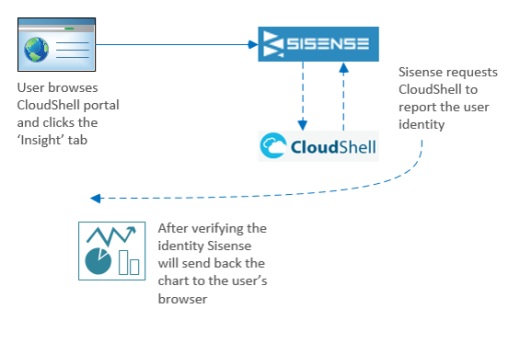 SISENSE
User browses
CloudShell portal
and clicks the
‘Insight’ tab
Sisense requests
CloudShell to
report the user
identity
CloudShell
After verifying the
identity Sisense
will send back the
chart to the user’s
browser